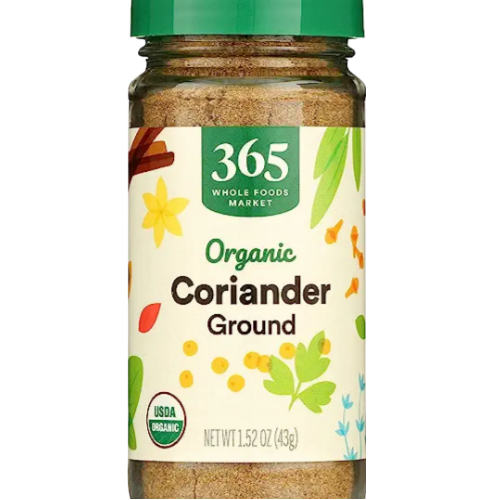 365
WHOLE FOODS
MARKET
Organic
Coriander
Ground
USDA
ORGANIC
NET WT 1.52 OZ (43g)